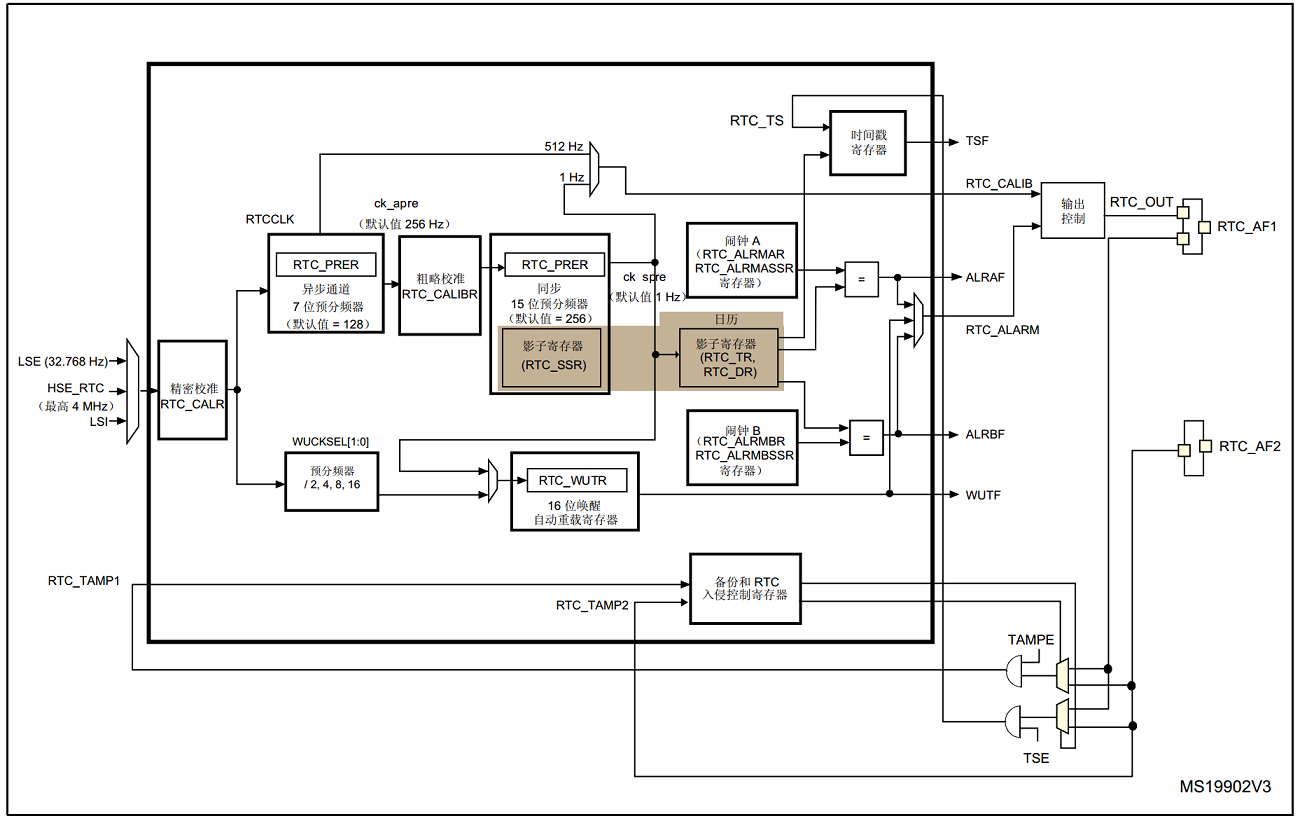 RTC_TS
时间戳
寄存器
TSF
512 Hz
1 Hz
RTC_CALIB
输出
控制
RTC_OUT
RTC_AF1
RTCCLK
ck_apre
（默认值 256 Hz）
RTC_PRER
异步通道
7 位预分频器
（默认值 = 128）
粗略校准
RTC_CALIBR
RTC_PRER
同步
15 位预分频器
（默认值 = 256）
影子寄存器
(RTC_SSR)
ck_spre
（默认值 1 Hz）
日历
影子寄存器
(RTC_TR,
RTC_DR)
闹钟 A
（RTC_ALRMAR
RTC_ALRMASSR
寄存器）
=
ALRAF
RTC_ALARM
LSE (32.768 Hz)
HSE_RTC
（最高 4 MHz）
LSI
精密校准
RTC_CALR
闹钟 B
（RTC_ALRMBR
RTC_ALRMBSSR
寄存器）
=
ALRBF
RTC_AF2
WUCKSEL[1:0]
预分频器
/ 2, 4, 8, 16
RTC_WUTR
16 位唤醒
自动重载寄存器
WUTF
RTC_TAMP1
RTC_TAMP2
备份和 RTC
入侵控制寄存器
TAMPE
TSE
MS19902V3